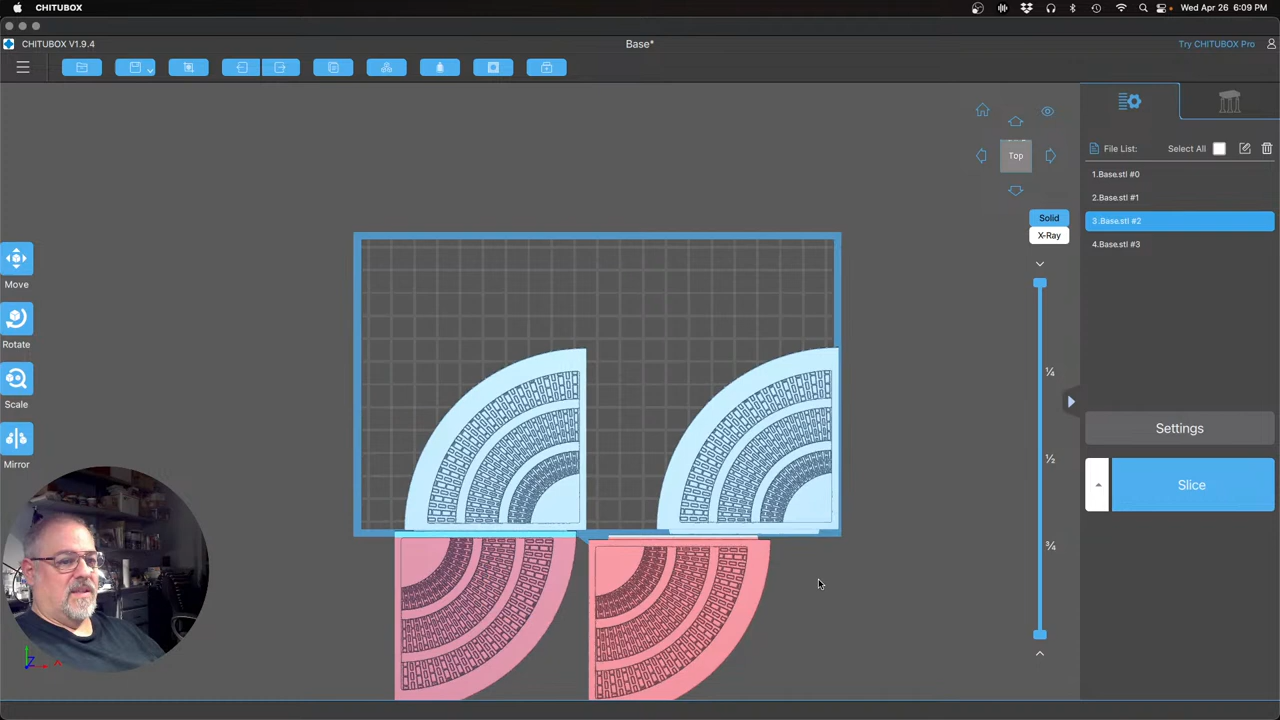 CHITUBOX
Wed Apr 26 6:09 PM
CHITUBOX V1.9.4
Base*
Try CHITUBOX Pro
File List:
Select All
Top
1.Base.stl #0
2.Base.stl #1
3.Base.stl #2
4.Base.stl #3
Solid
X-Ray
Move
Rotate
Scale
Mirror
¼
½
¾
Settings
Slice
Z
X